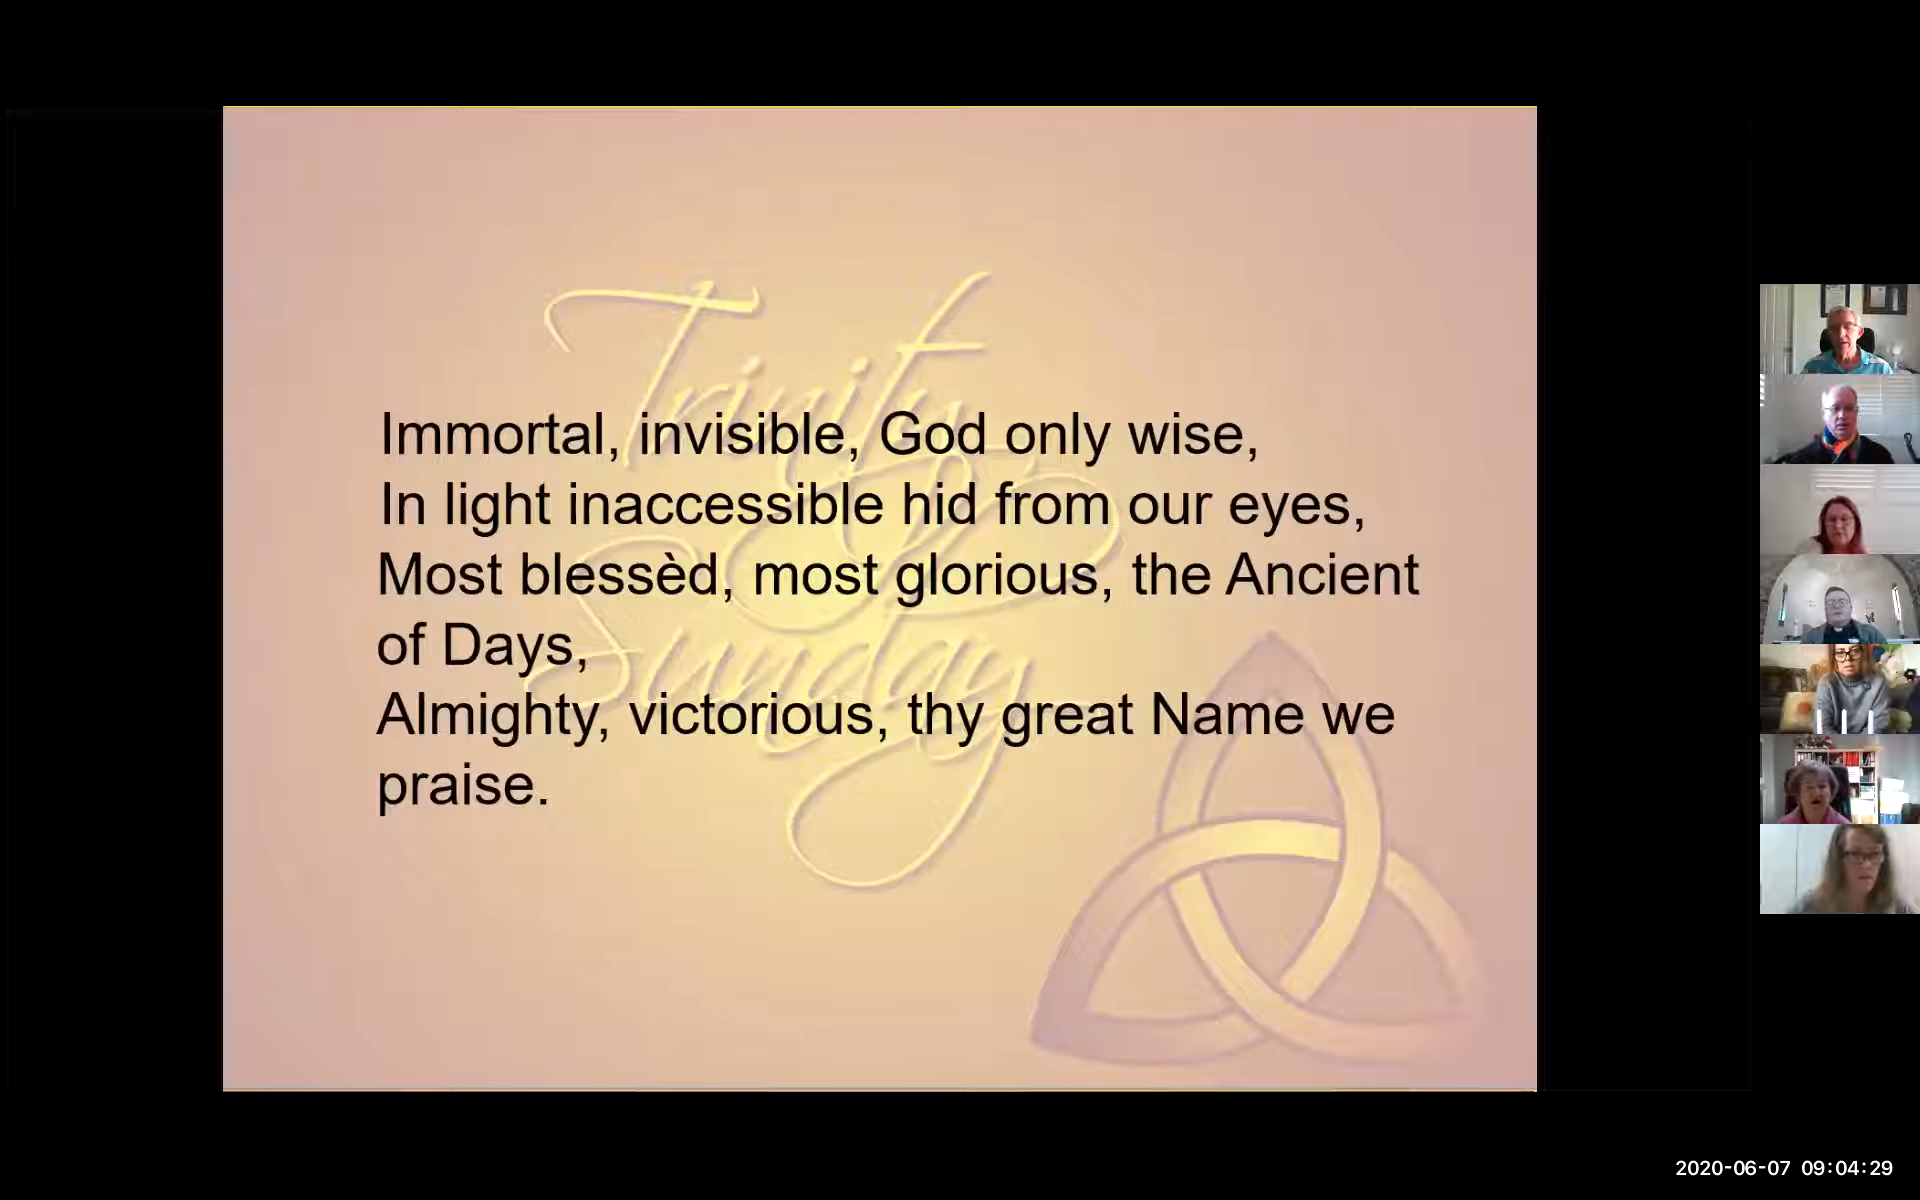 Trinity
Sunday
Immortal, invisible, God only wise,
In light inaccessible hid from our eyes,
Most blessèd, most glorious, the Ancient
of Days,
Almighty, victorious, thy great Name we
praise.
2020-06-07 09:04:29